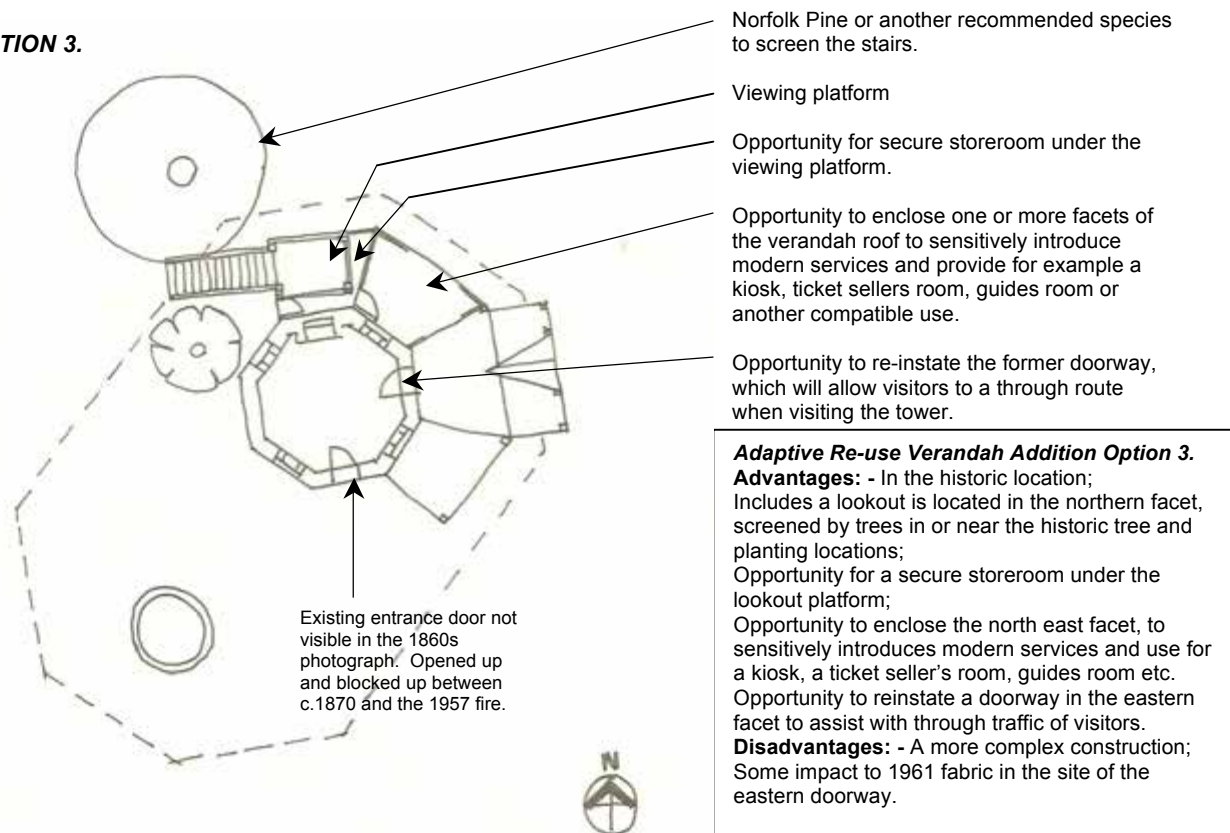 TION 3.
Norfolk Pine or another recommended species
to screen the stairs.
Viewing platform
Opportunity for secure storeroom under the
viewing platform.
Opportunity to enclose one or more facets of
the verandah roof to sensitively introduce
modern services and provide for example a
kiosk, ticket sellers room, guides room or
another compatible use.
Opportunity to re-instate the former doorway,
which will allow visitors to a through route
when visiting the tower.
Adaptive Re-use Verandah Addition Option 3.
Advantages: - In the historic location;
Includes a lookout is located in the northern facet,
screened by trees in or near the historic tree and
planting locations;
Opportunity for a secure storeroom under the
lookout platform;
Opportunity to enclose the north east facet, to
sensitively introduces modern services and use for
a kiosk, a ticket seller’s room, guides room etc.
Opportunity to reinstate a doorway in the eastern
facet to assist with through traffic of visitors.
Disadvantages: - A more complex construction;
Some impact to 1961 fabric in the site of the
eastern doorway.
Existing entrance door not
visible in the 1860s
photograph. Opened up
and blocked up between
c.1870 and the 1957 fire.
N